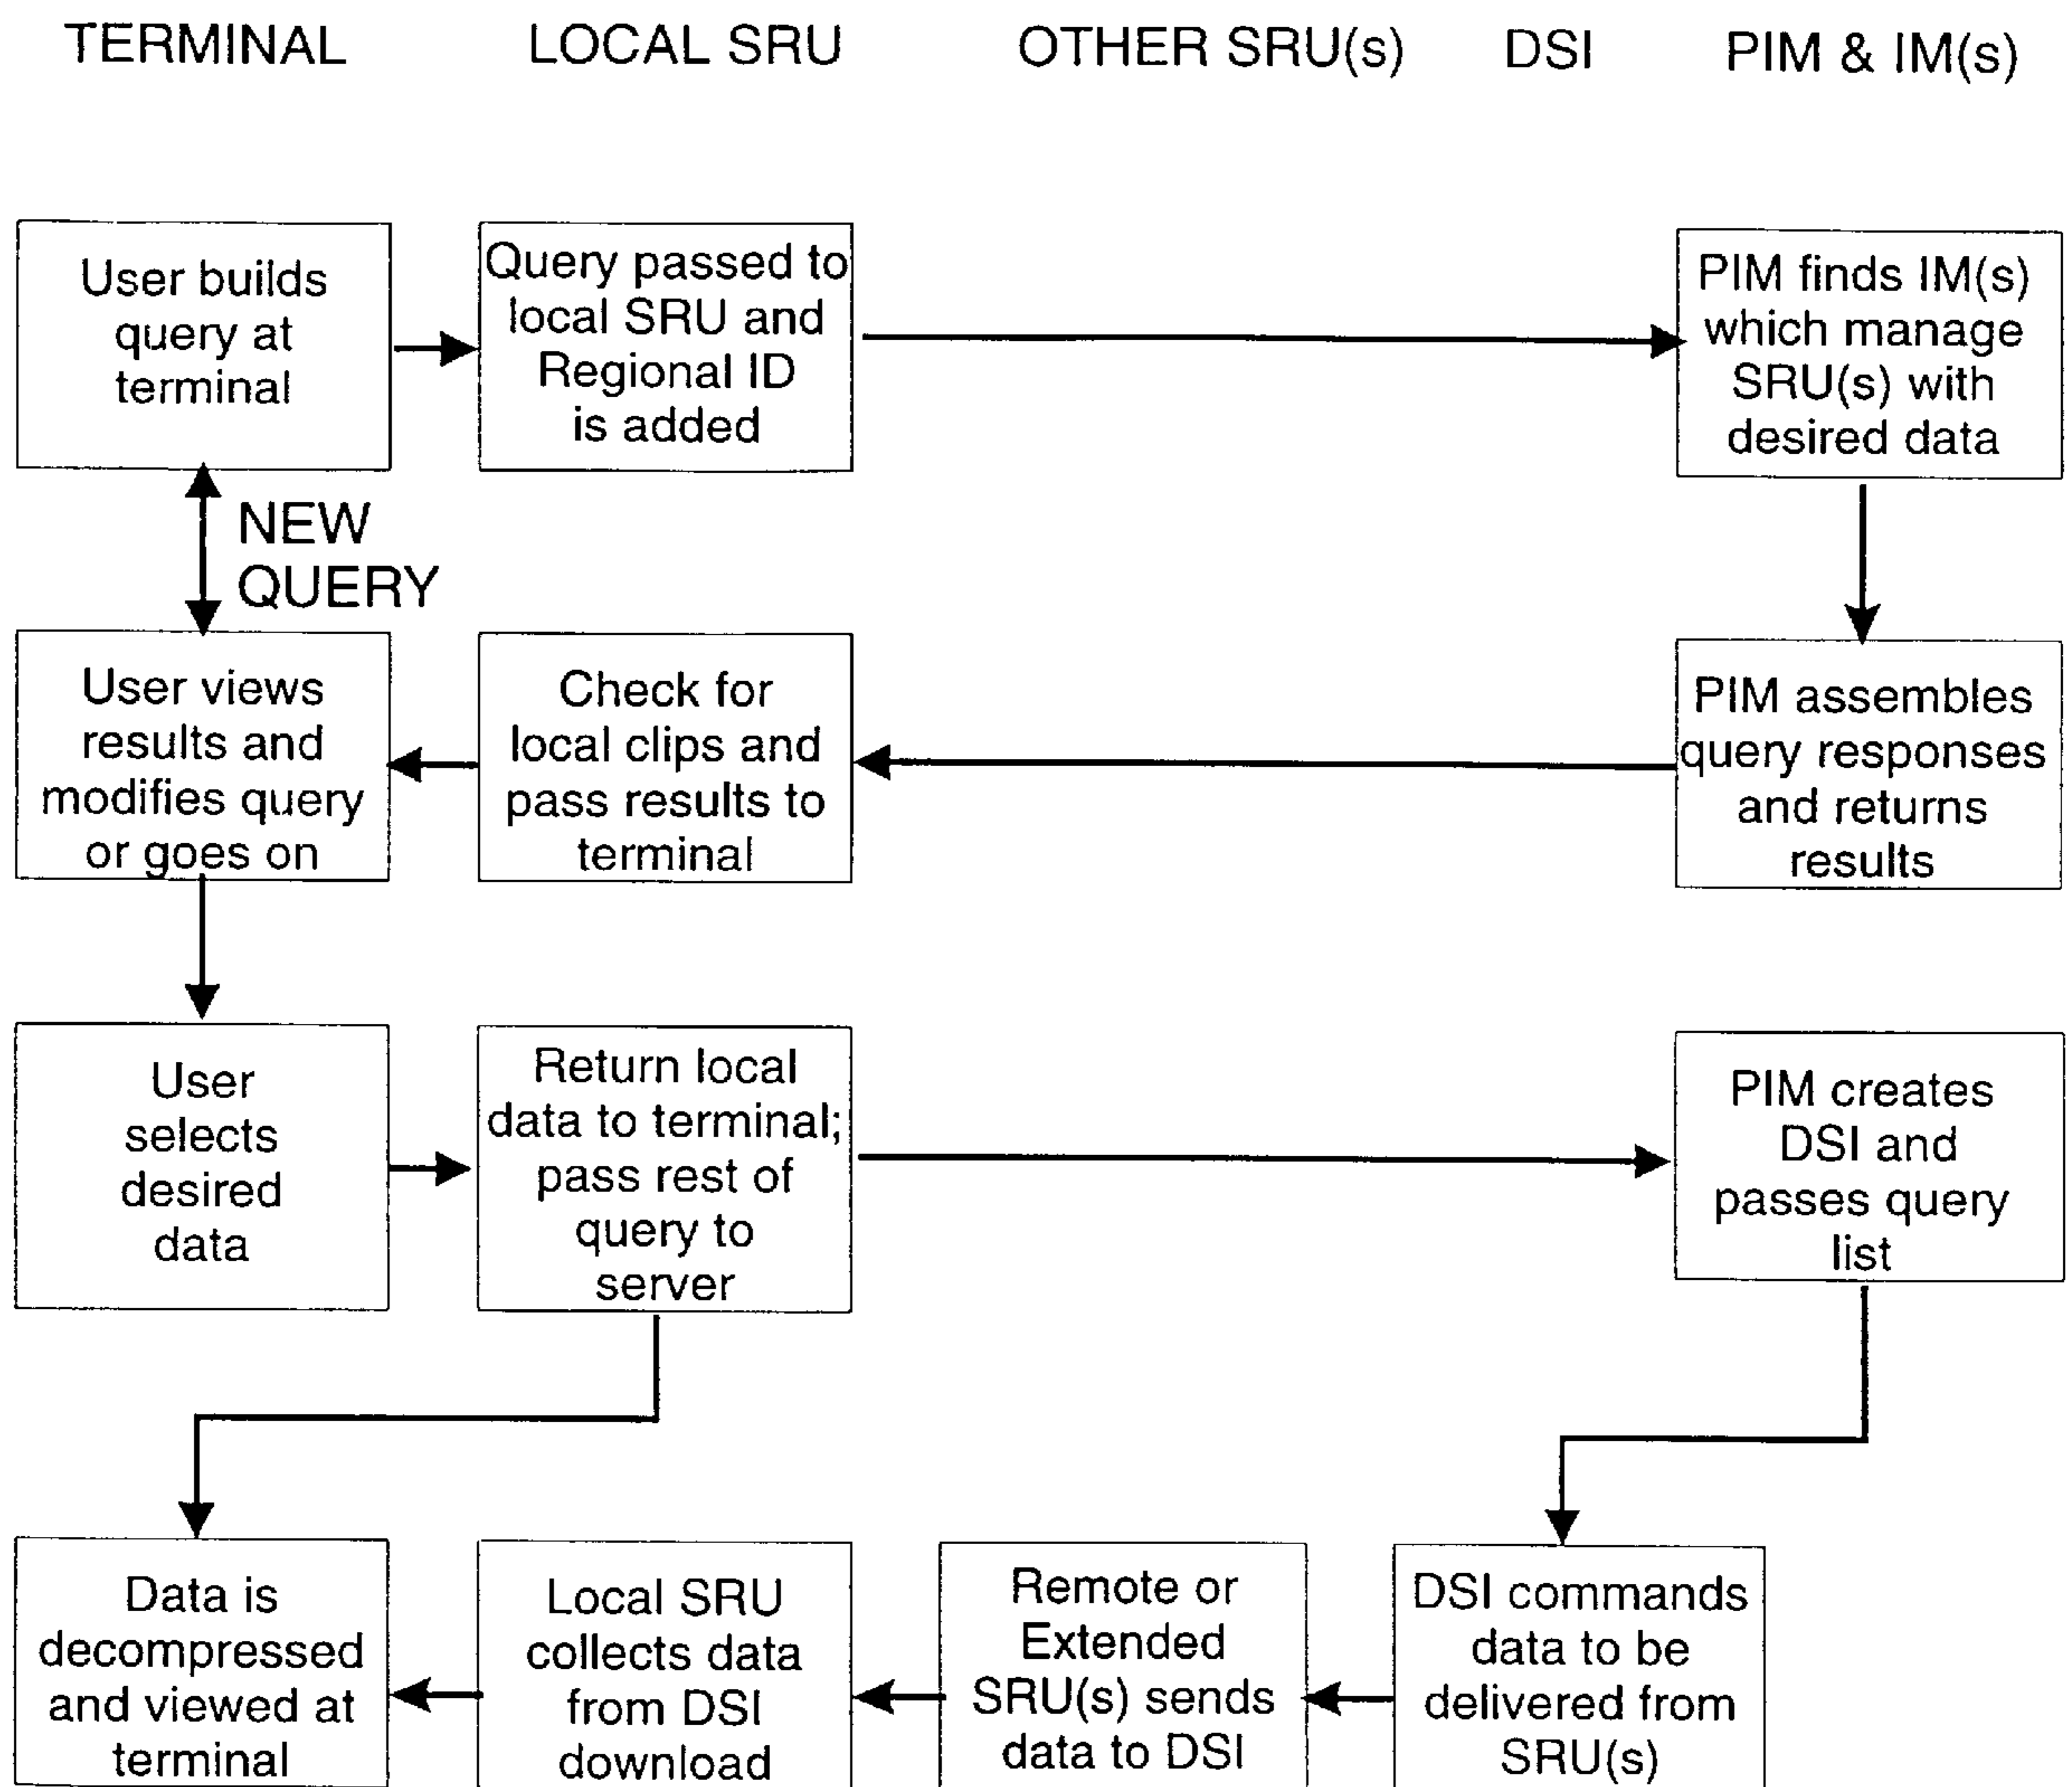 TERMINAL
LOCAL SRU
OTHER SRU(s)
DSI
PIM & IM(s)
User builds
query at
terminal
Query passed to
local SRU and
Regional ID
is added
PIM finds IM(s)
which manage
SRU(s) with
desired data
NEW
QUERY
User views
results and
modifies query
or goes on
Check for
local clips and
pass results to
terminal
PIM assembles
query responses
and returns
results
User
selects
desired
data
Return local
data to terminal;
pass rest of
query to
server
PIM creates
DSI and
passes query
list
Data is
decompressed
and viewed at
terminal
Local SRU
collects data
from DSI
download
Remote or
Extended
SRU(s) sends
data to DSI
DSI commands
data to be
delivered from
SRU(s)